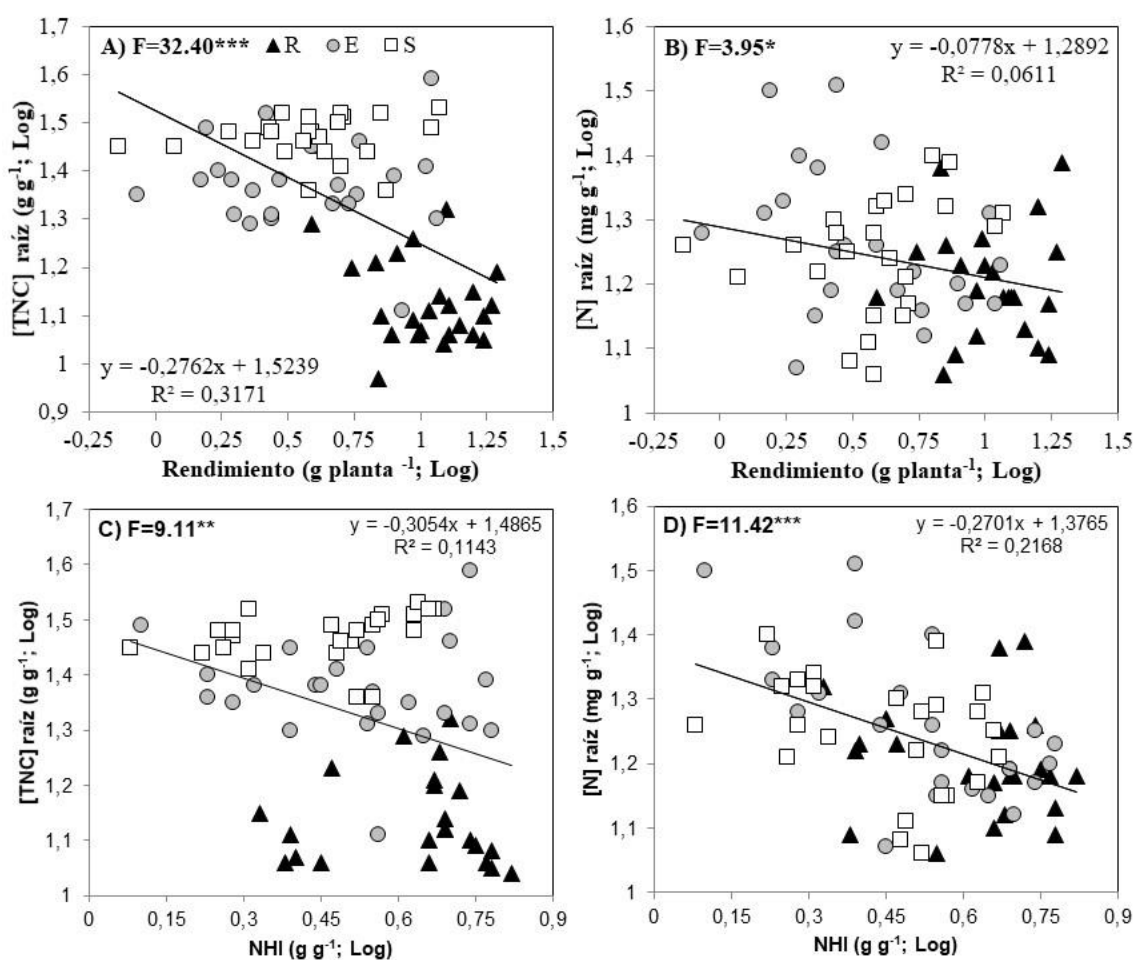 A) F=32.40*** ▲ R ● E □ S
y = -0,2762x + 1,5239
R² = 0,3171
1,7
1,6
1,5
1,4
1,3
1,2
1,1
1
0,9
[TNC] raíz (g g⁻¹; Log)
-0,25 0 0,25 0,5 0,75 1 1,25 1,5
Rendimiento (g planta ⁻¹; Log)
B) F=3.95*
y = -0,0778x + 1,2892
R² = 0,0611
1,6
1,5
1,4
1,3
1,2
1,1
1
[N] raíz (mg g⁻¹; Log)
-0,25 0 0,25 0,5 0,75 1 1,25 1,5
Rendimiento (g planta⁻¹; Log)
C) F=9.11**
y = -0,3054x + 1,4865
R² = 0,1143
1,7
1,6
1,5
1,4
1,3
1,2
1,1
1
[TNC] raíz (g g⁻¹; Log)
0 0,15 0,3 0,45 0,6 0,75 0,9
NHI (g g⁻¹; Log)
D) F=11.42***
y = -0,2701x + 1,3765
R² = 0,2168
1,6
1,5
1,4
1,3
1,2
1,1
1
[N] raíz (mg g⁻¹; Log)
0 0,15 0,3 0,45 0,6 0,75 0,9
NHI (g g⁻¹; Log)